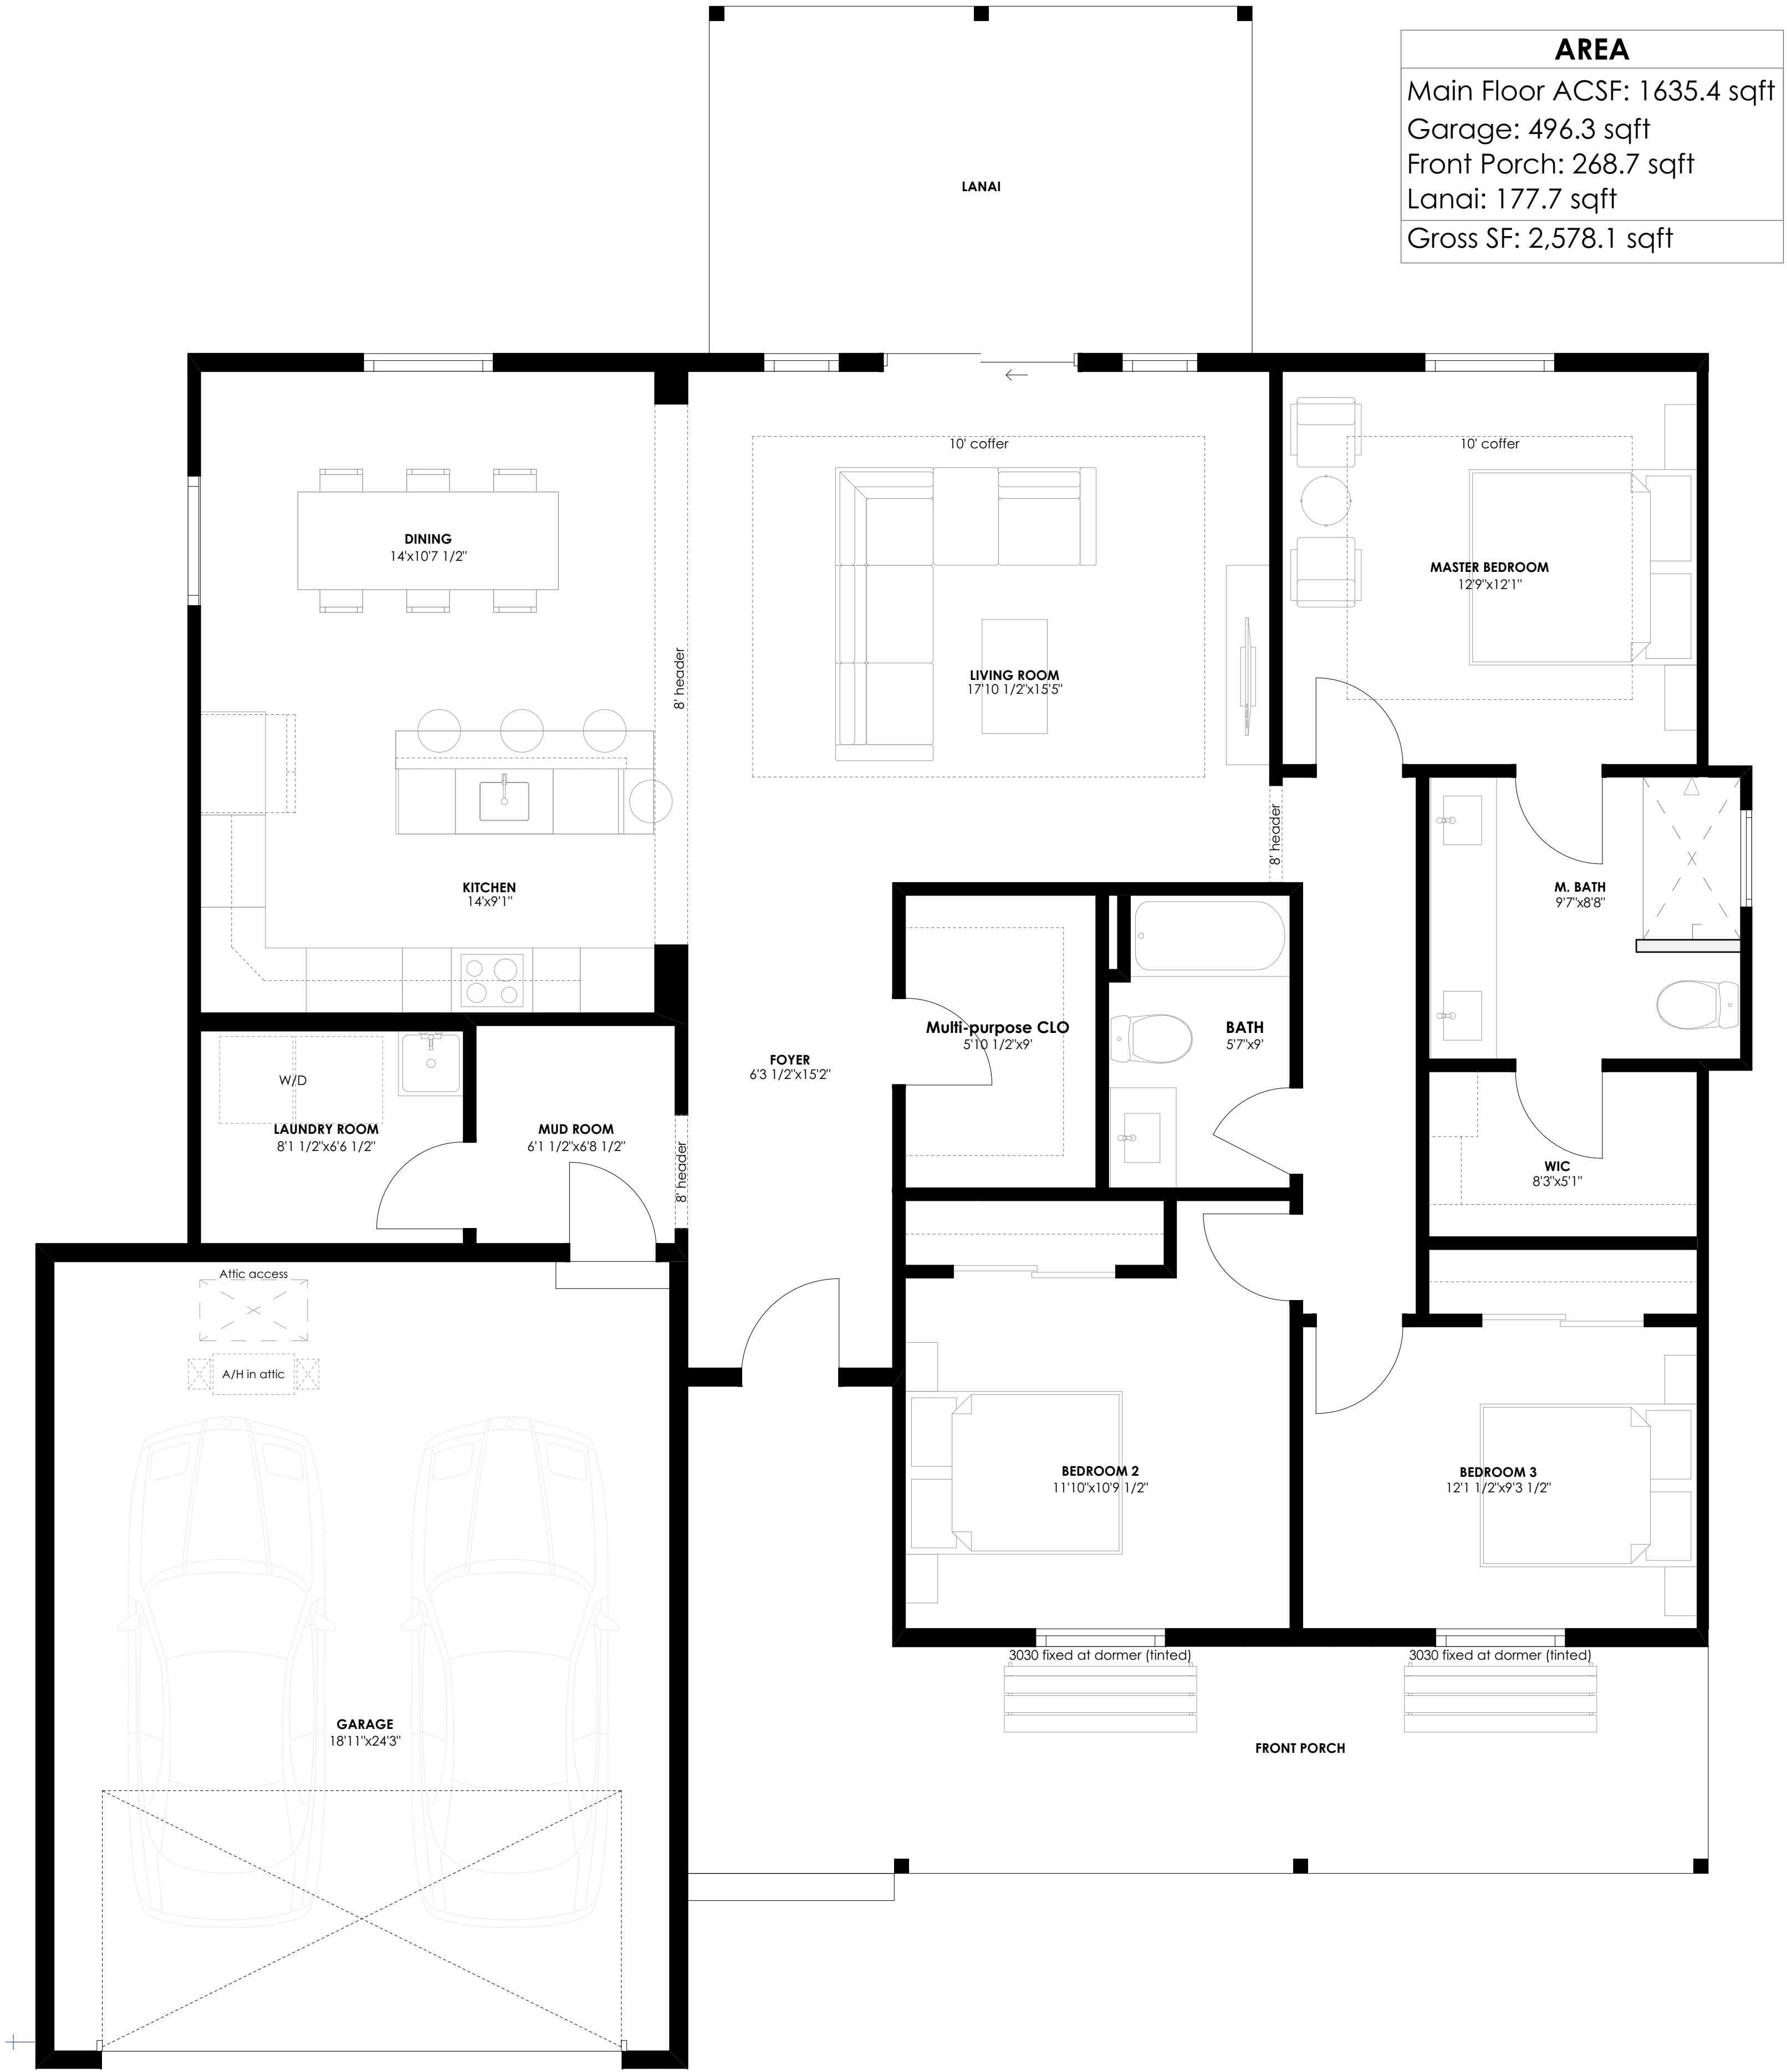 AREA
Main Floor ACSF: 1635.4 sqft
Garage: 496.3 sqft
Front Porch: 268.7 sqft
Lanai: 177.7 sqft
Gross SF: 2,578.1 sqft
LANAI
10' coffer
10' coffer
DINING
14'x10'7 1/2"
MASTER BEDROOM
12'9"x12'1"
8' header
LIVING ROOM
17'10 1/2"x15'5"
8' header
KITCHEN
14'x9'1"
M. BATH
9'7"x8'8"
Multi-purpose CLO
5'10 1/2"x9'
BATH
5'7"x9'
FOYER
6'3 1/2"x15'2"
W/D
LAUNDRY ROOM
8'1 1/2"x6'6 1/2"
MUD ROOM
6'1 1/2"x6'8 1/2"
8' header
WIC
8'3"x5'1"
Attic access
A/H in attic
BEDROOM 2
11'10"x10'9 1/2"
BEDROOM 3
12'1 1/2"x9'3 1/2"
3030 fixed at dormer (tinted)
3030 fixed at dormer (tinted)
GARAGE
18'11"x24'3"
FRONT PORCH